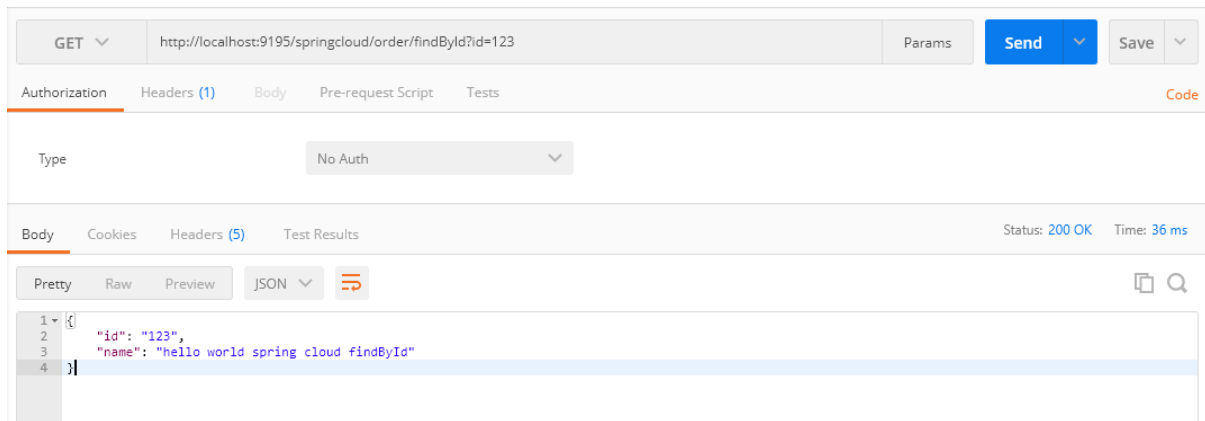 GET http://localhost:9195/springcloud/order/findById?id=123 Params Send Save
Authorization Headers (1) Body Pre-request Script Tests Code
Type No Auth
Body Cookies Headers (5) Test Results Status: 200 OK Time: 36 ms
Pretty Raw Preview JSON
1 {
2 "id": "123",
3 "name": "hello world spring cloud findById"
4 }